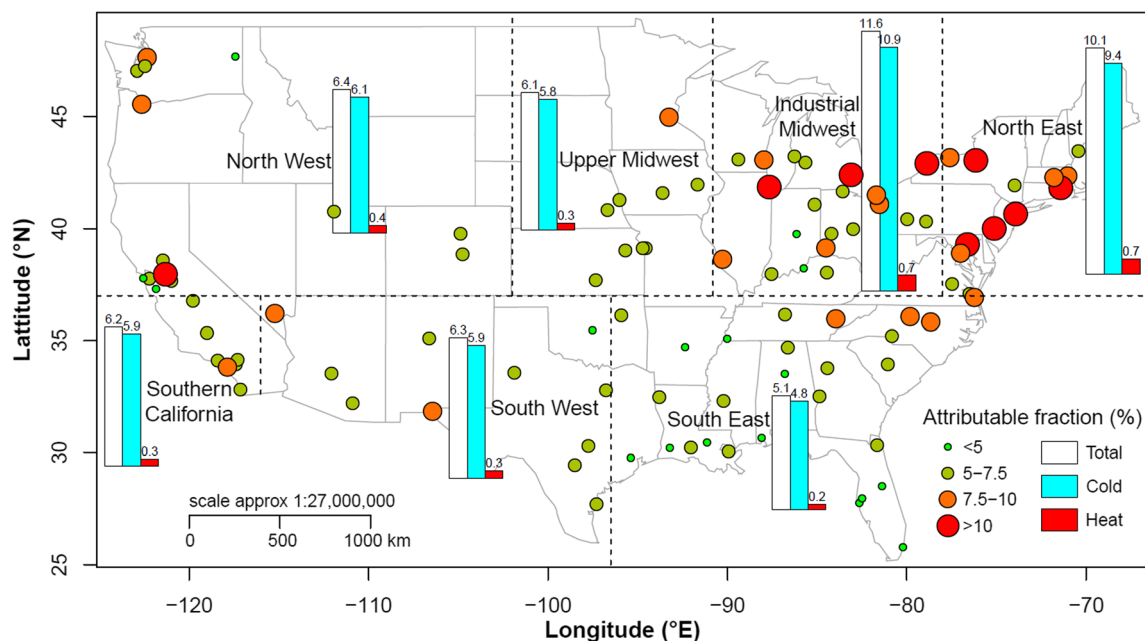 11.6
10.9
0.7
10.1
9.4
0.7
6.4
6.1
0.4
6.1
5.8
0.3
Industrial
Midwest
North East
North West
Upper Midwest
45
40
35
30
25
Lattitude (°N)
6.2
5.9
0.3
Southern
California
6.3
5.9
0.3
South West
5.1
4.8
0.2
South East
Attributable fraction (%)
<5
5−7.5
7.5−10
>10
Total
Cold
Heat
scale approx 1:27,000,000
0 500 1000 km
−120 −110 −100 −90 −80 −70
Longitude (°E)